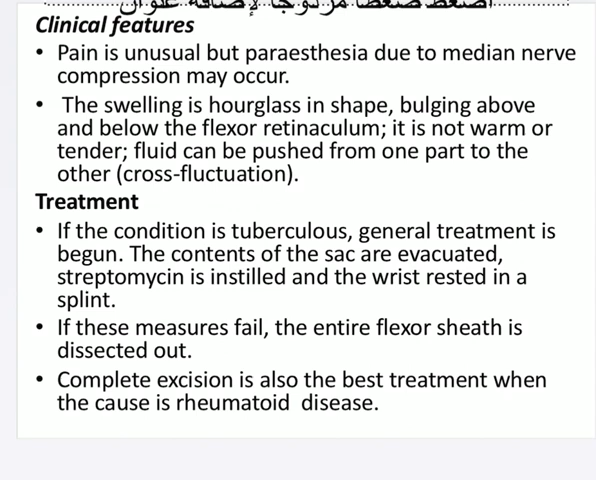 اضغط ضغطًا مزدوجًا لإضافة عنوان
Clinical features
• Pain is unusual but paraesthesia due to median nerve
compression may occur.
• The swelling is hourglass in shape, bulging above
and below the flexor retinaculum; it is not warm or
tender; fluid can be pushed from one part to the
other (cross-fluctuation).
Treatment
• If the condition is tuberculous, general treatment is
begun. The contents of the sac are evacuated,
streptomycin is instilled and the wrist rested in a
splint.
• If these measures fail, the entire flexor sheath is
dissected out.
• Complete excision is also the best treatment when
the cause is rheumatoid  disease.